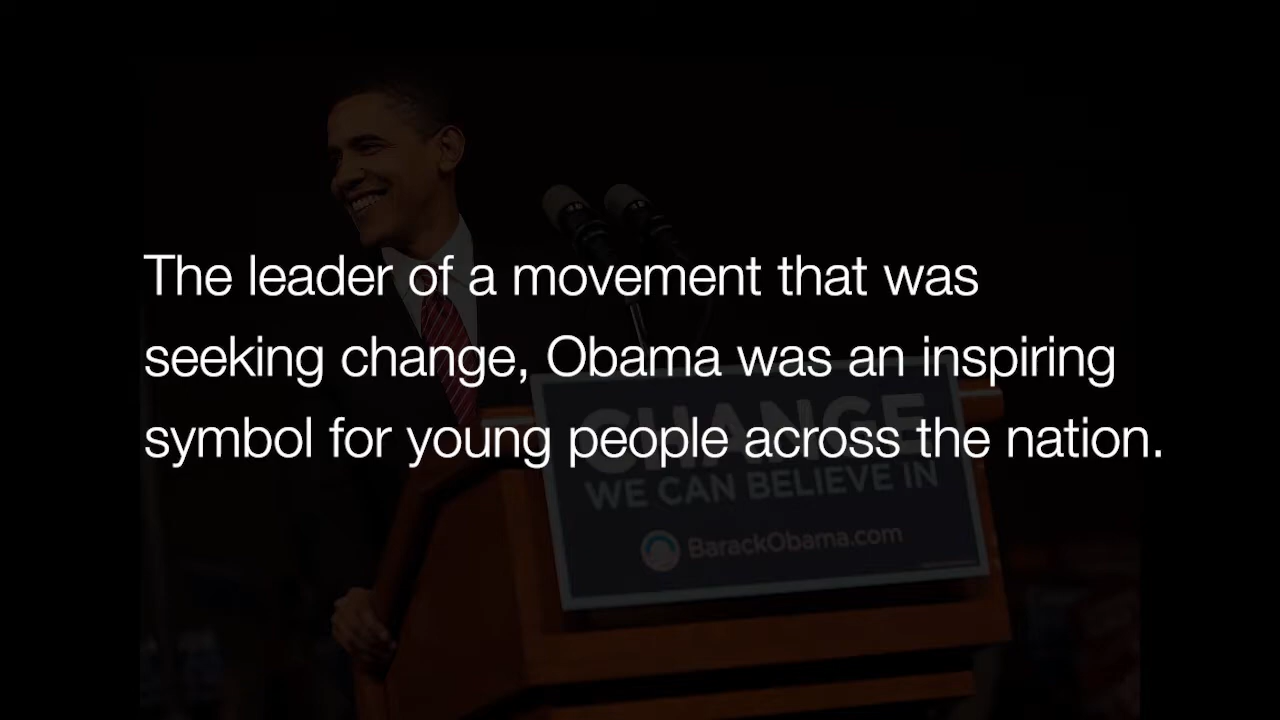 The leader of a movement that was
seeking change, Obama was an inspiring
symbol for young people across the nation.
CHANGE
WE CAN BELIEVE IN
BarackObama.com